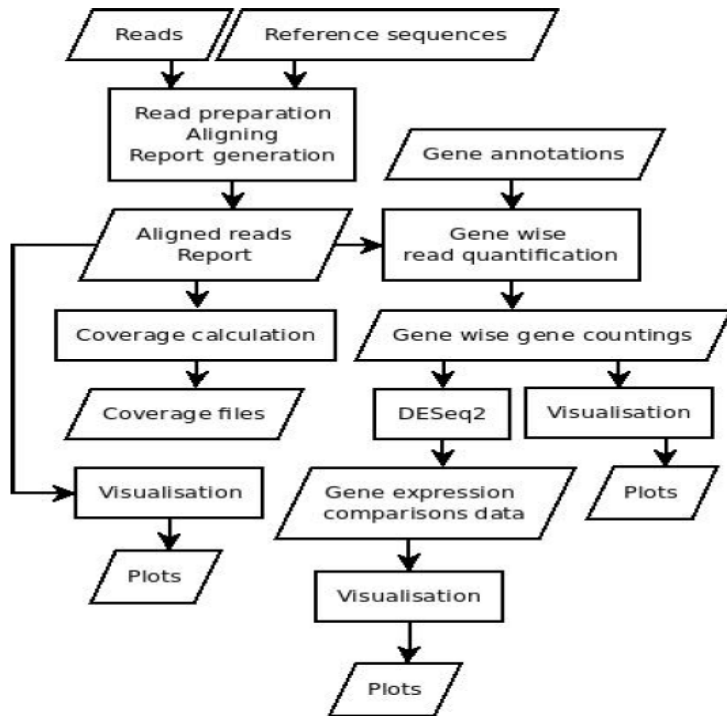 Reads
Reference sequences
Read preparation
Aligning
Report generation
Gene annotations
Aligned reads
Report
Gene wise
read quantification
Coverage calculation
Gene wise gene countings
Coverage files
DESeq2
Visualisation
Visualisation
Gene expression
comparisons data
Plots
Plots
Visualisation
Plots